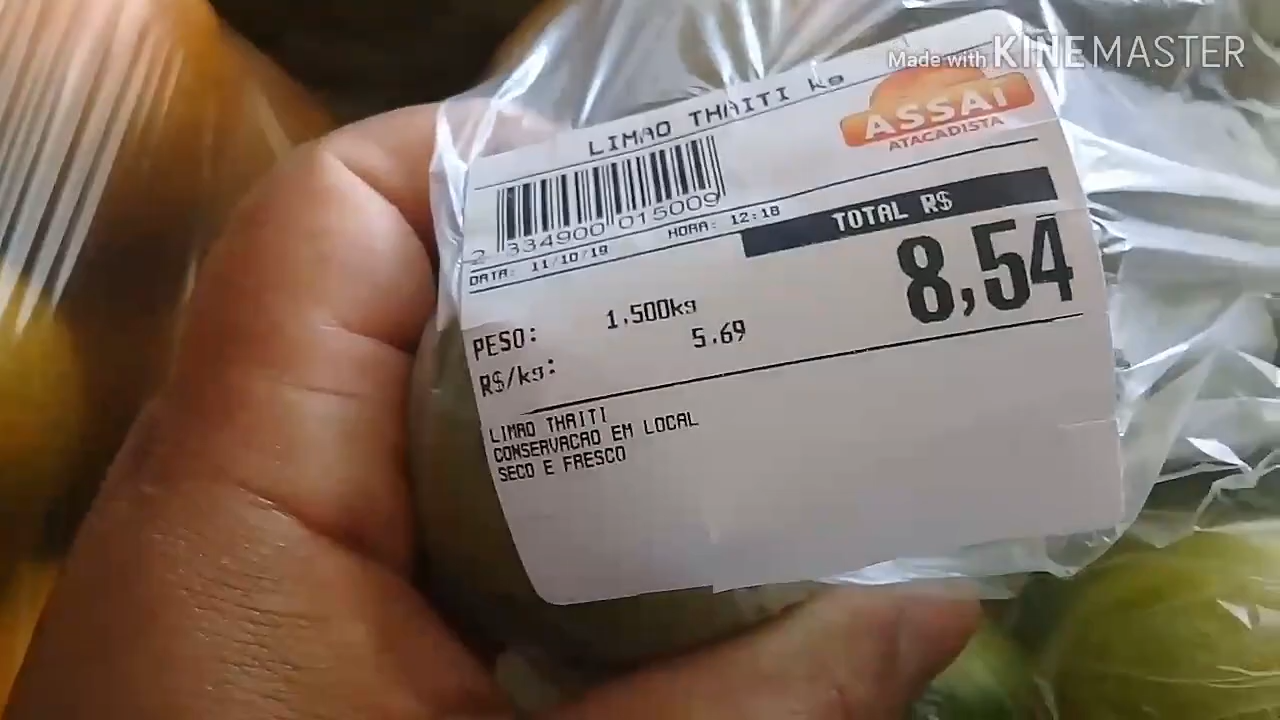 Made with KINEMASTER
LIMAO THAITI kg
ASSAÍ
ATACADISTA
2 334900 015009
DATA: 11/10/18 HORA: 12:18
TOTAL R$
8,54
PESO: 1.500kg
R$/kg: 5.69
LIMAO THAITI
CONSERVACAO EM LOCAL
SECO E FRESCO